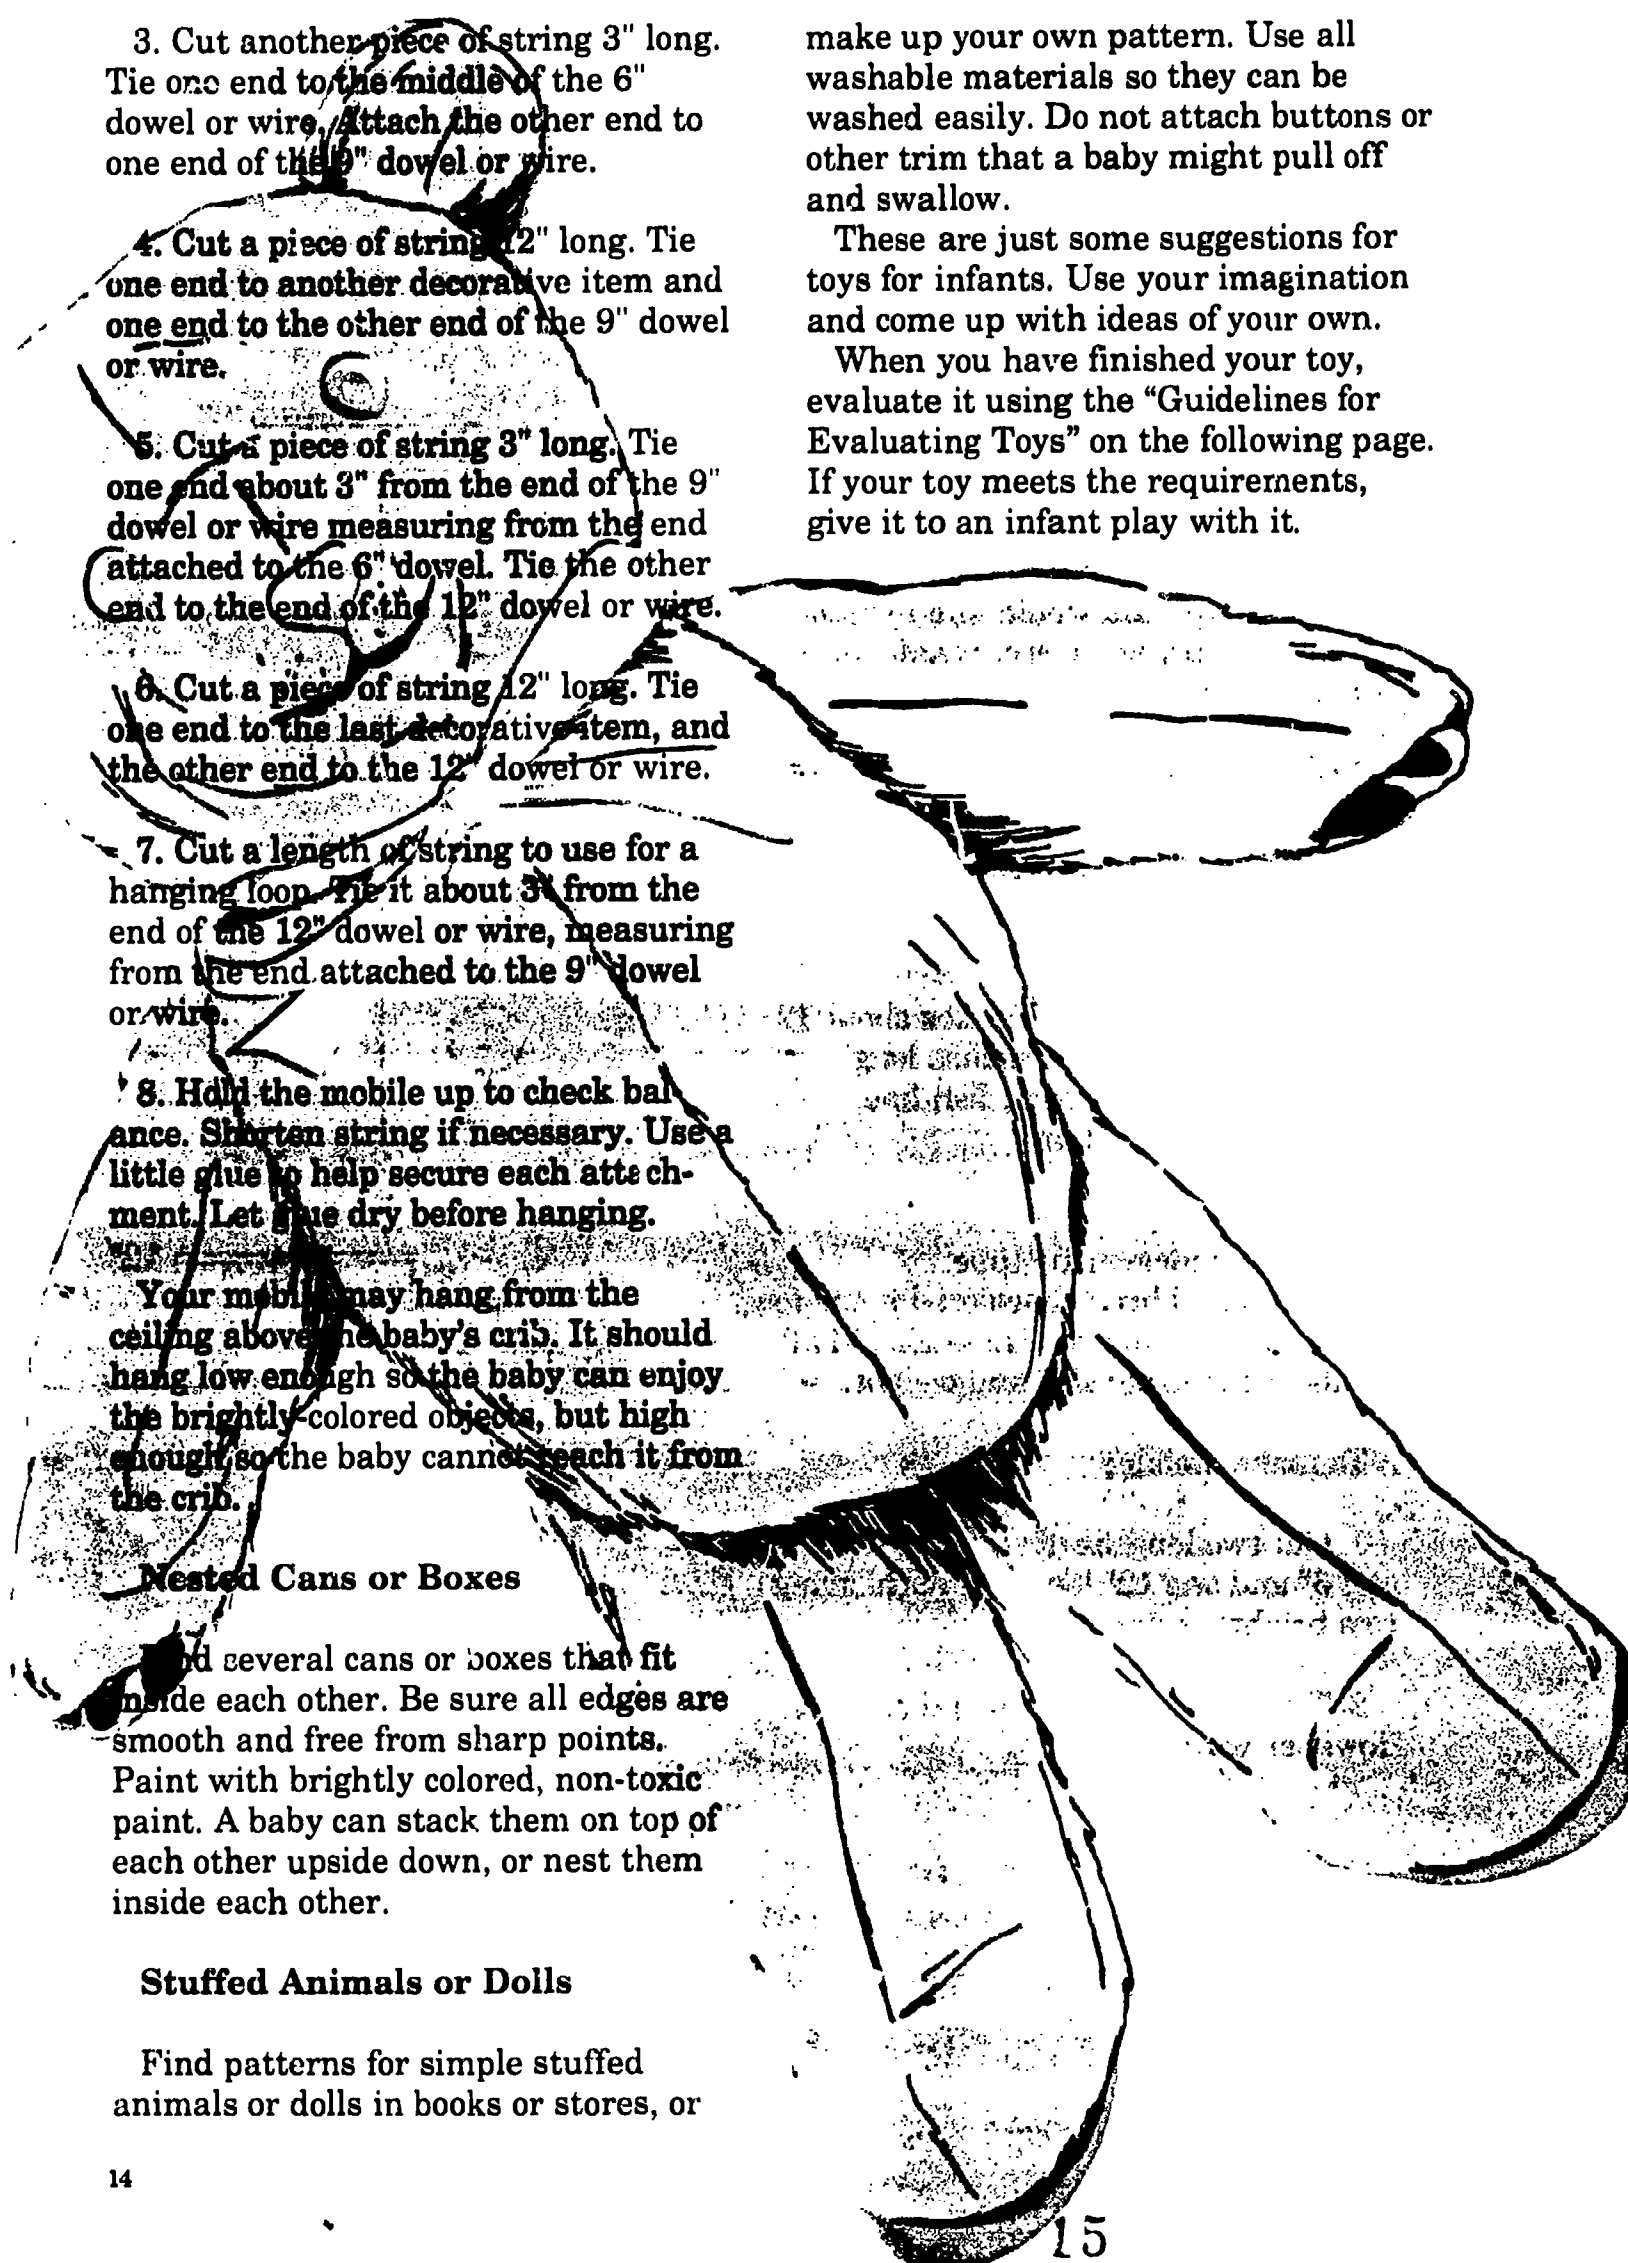 3. Cut another piece of string 3" long.
Tie one end to the middle of the 6"
dowel or wire. Attach the other end to
one end of the 9" dowel or wire.
4. Cut a piece of string 12" long. Tie
one end to another decorative item and
one end to the other end of the 9" dowel
or wire.
5. Cut a piece of string 3" long. Tie
one end about 3" from the end of the 9"
dowel or wire measuring from the end
attached to the 6" dowel. Tie the other
end to the end of the 12" dowel or wire.
6. Cut a piece of string 12" long. Tie
one end to the last decorative item, and
the other end to the 12" dowel or wire.
7. Cut a length of string to use for a
hanging loop. Tie it about 3" from the
end of the 12" dowel or wire, measuring
from the end attached to the 9" dowel
or wire.
8. Hold the mobile up to check bal-
ance. Shorten string if necessary. Use a
little glue to help secure each attach-
ment. Let glue dry before hanging.
Your mobile may hang from the
ceiling above the baby's crib. It should
hang low enough so the baby can enjoy
the brightly-colored objects, but high
enough so the baby cannot reach it from
the crib.
Nested Cans or Boxes
Find several cans or boxes that fit
inside each other. Be sure all edges are
smooth and free from sharp points.
Paint with brightly colored, non-toxic
paint. A baby can stack them on top of
each other upside down, or nest them
inside each other.
Stuffed Animals or Dolls
Find patterns for simple stuffed
animals or dolls in books or stores, or
make up your own pattern. Use all
washable materials so they can be
washed easily. Do not attach buttons or
other trim that a baby might pull off
and swallow.
These are just some suggestions for
toys for infants. Use your imagination
and come up with ideas of your own.
When you have finished your toy,
evaluate it using the “Guidelines for
Evaluating Toys” on the following page.
If your toy meets the requirements,
give it to an infant play with it.
14
15